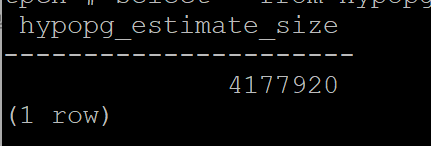 hypopg_estimate_size
----------------------
4177920
(1 row)